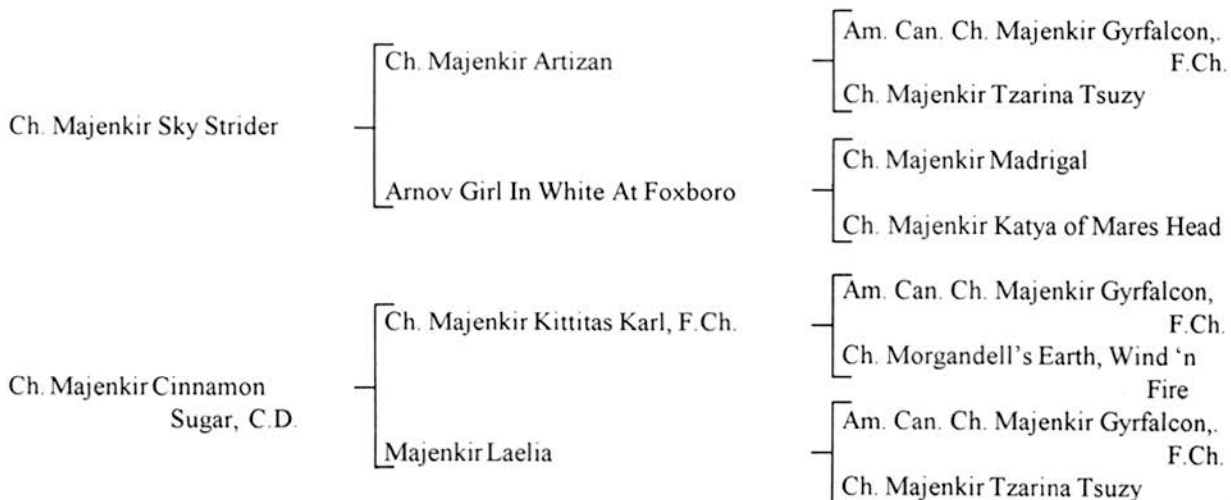 Am. Can. Ch. Majenkir Gyrfalcon,.
F.Ch.
Ch. Majenkir Artizan
Ch. Majenkir Tzarina Tsuzy
Ch. Majenkir Sky Strider
Ch. Majenkir Madrigal
Arnov Girl In White At Foxboro
Ch. Majenkir Katya of Mares Head
Am. Can. Ch. Majenkir Gyrfalcon,
F.Ch.
Ch. Majenkir Kittitas Karl, F.Ch.
Ch. Morgandell's Earth, Wind ‘n
Fire
Ch. Majenkir Cinnamon
Sugar, C.D.
Am. Can. Ch. Majenkir Gyrfalcon,.
F.Ch.
Majenkir Laelia
Ch. Majenkir Tzarina Tsuzy